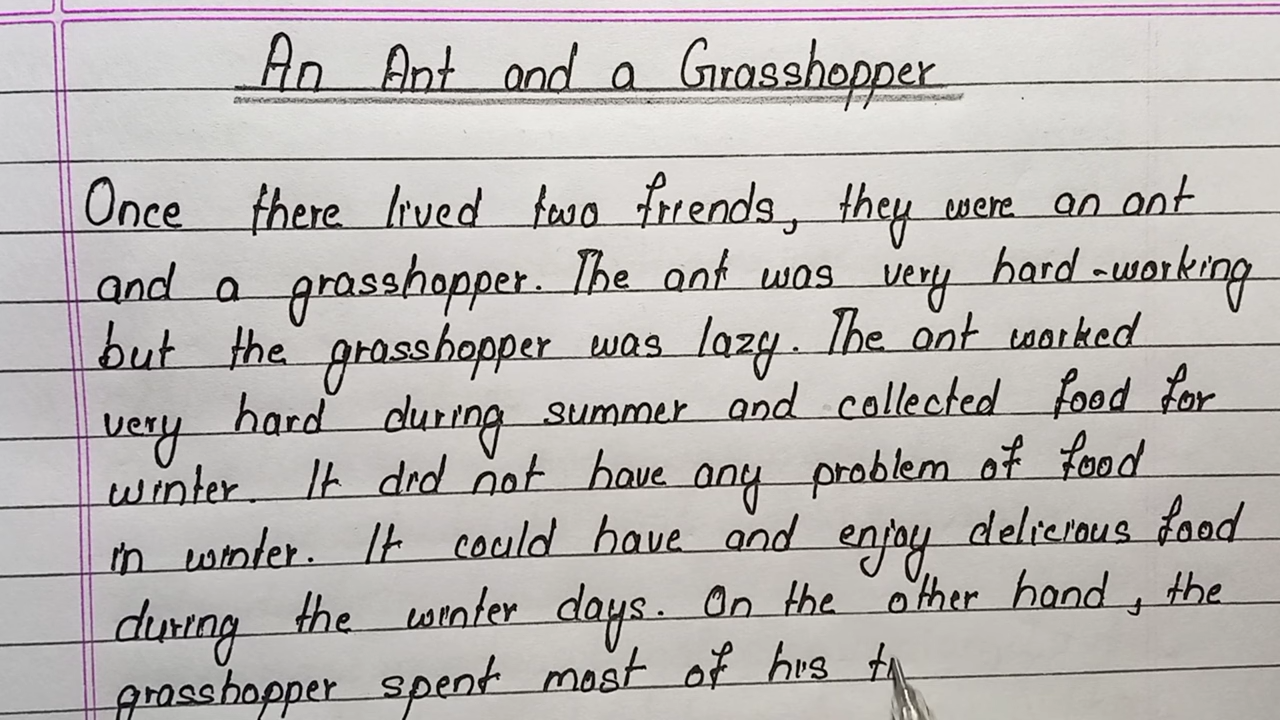 An Ant and a Grasshopper
Once there lived two friends, they were an ant
and a grasshopper. The ant was very hard-working
but the grasshopper was lazy. The ant worked
very hard during summer and collected food for
winter. It did not have any problem of food
in winter. It could have and enjoy delicious food
during the winter days. On the other hand, the
grasshopper spent most of his